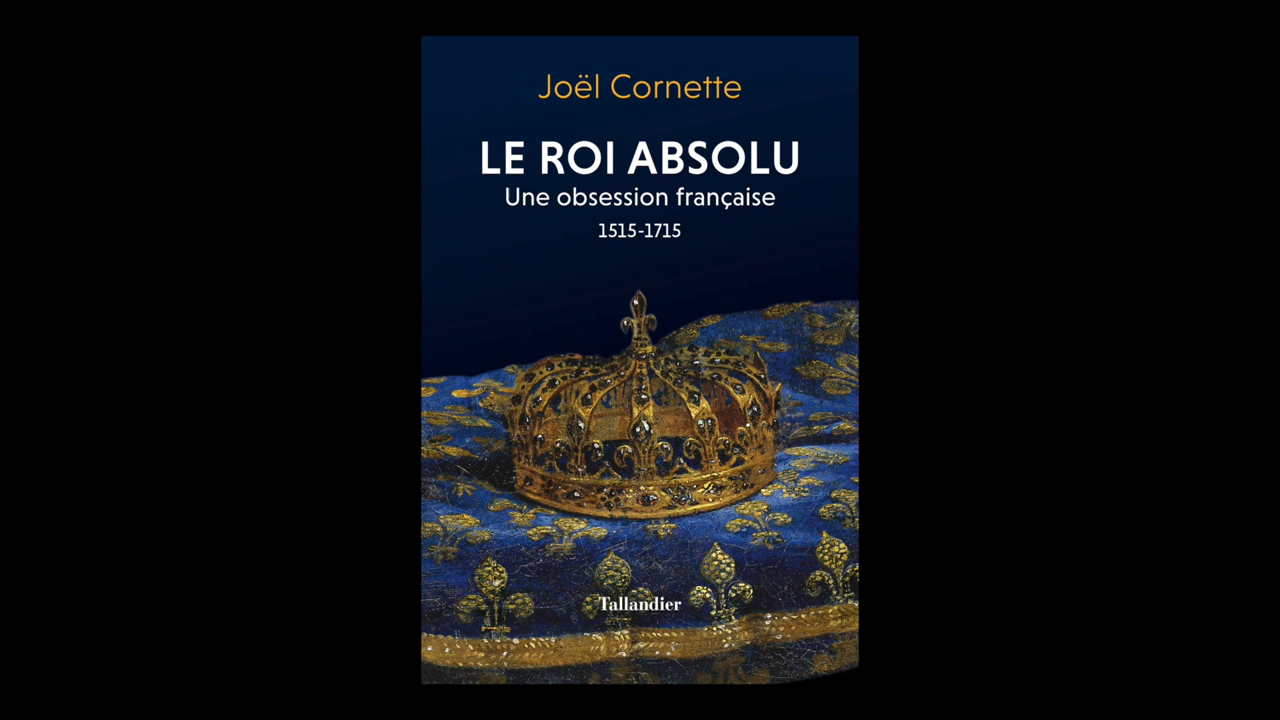 Joël Cornette
LE ROI ABSOLU
Une obsession française
1515-1715
Tallandier